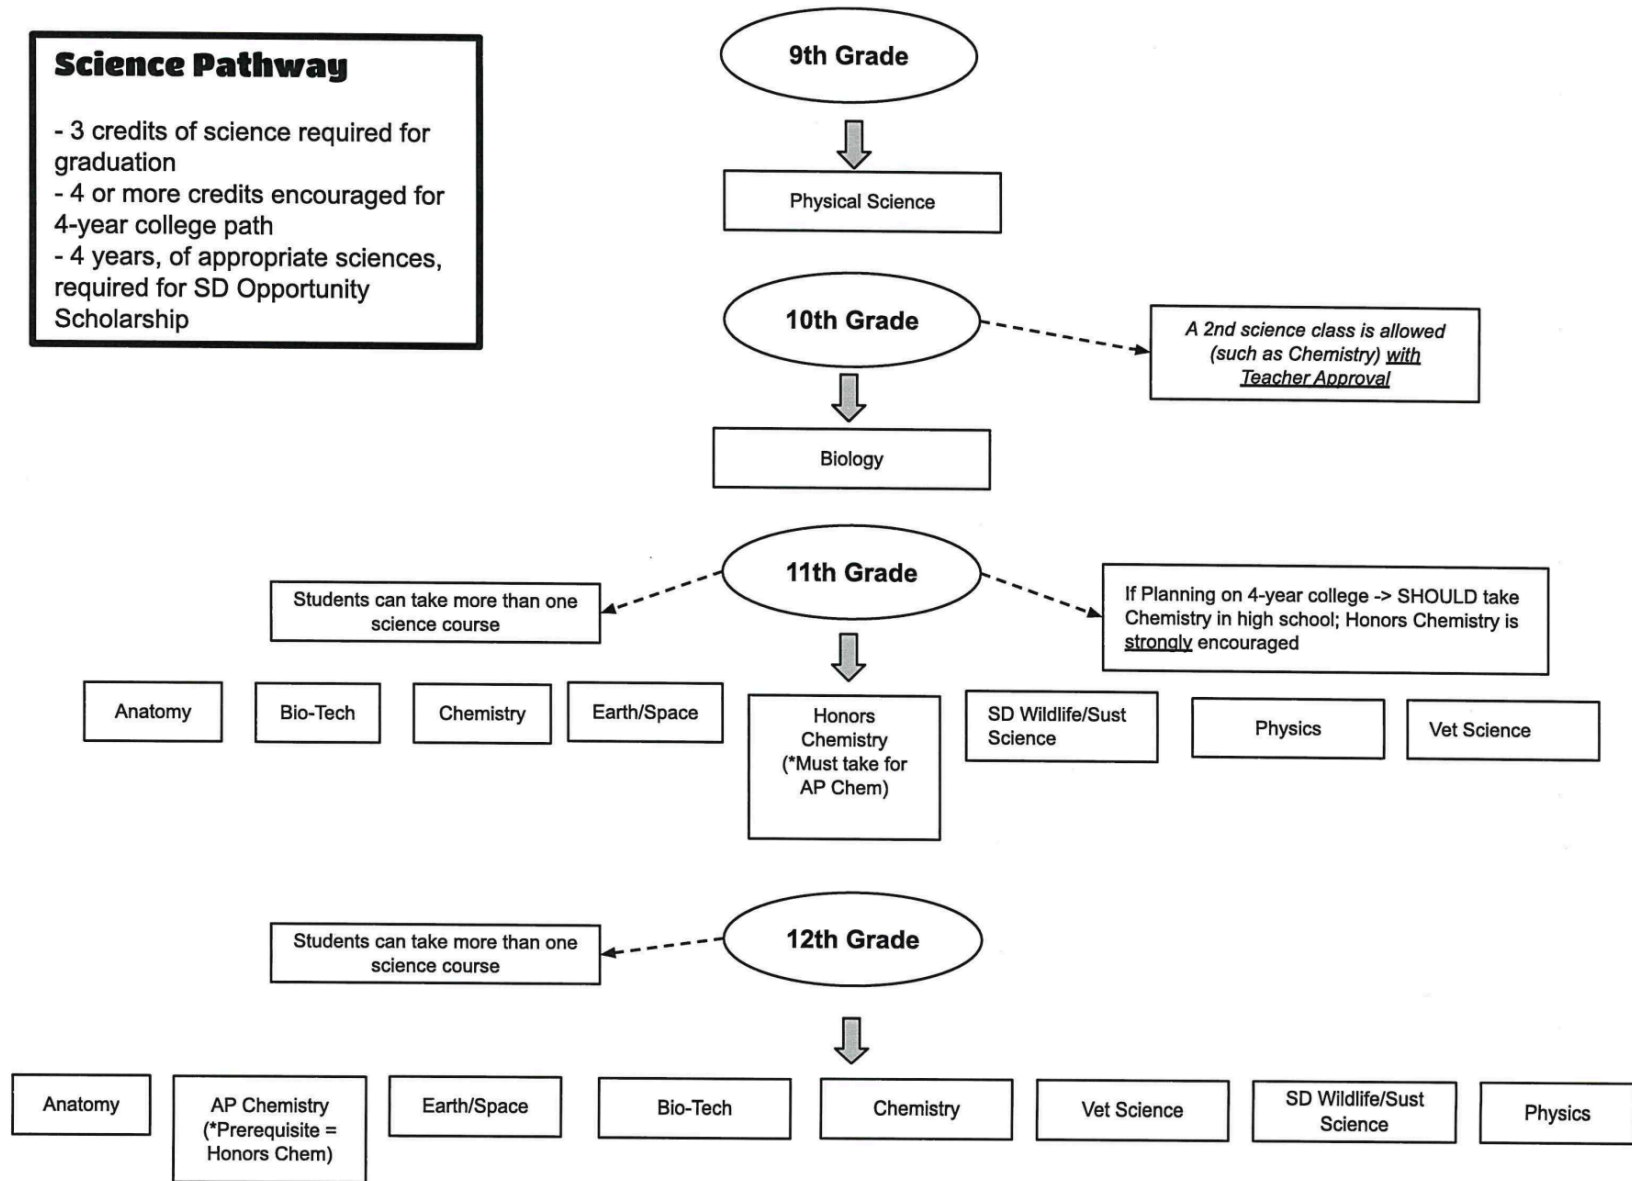 Science Pathway
- 3 credits of science required for
graduation
- 4 or more credits encouraged for
4-year college path
- 4 years, of appropriate sciences,
required for SD Opportunity
Scholarship
9th Grade
Physical Science
10th Grade
A 2nd science class is allowed
(such as Chemistry) with
Teacher Approval
Biology
11th Grade
Students can take more than one
science course
If Planning on 4-year college -> SHOULD take
Chemistry in high school; Honors Chemistry is
strongly encouraged
Anatomy
Bio-Tech
Chemistry
Earth/Space
Honors
Chemistry
(*Must take for
AP Chem)
SD Wildlife/Sust
Science
Physics
Vet Science
12th Grade
Students can take more than one
science course
Anatomy
AP Chemistry
(*Prerequisite =
Honors Chem)
Earth/Space
Bio-Tech
Chemistry
Vet Science
SD Wildlife/Sust
Science
Physics